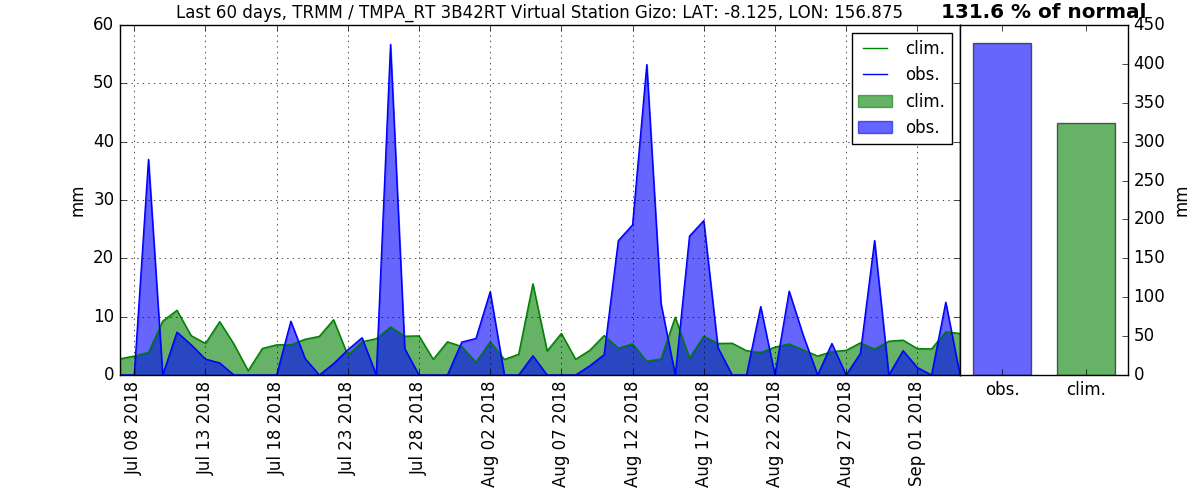 Last 60 days, TRMM / TMPA_RT 3B42RT Virtual Station Gizo: LAT: -8.125, LON: 156.875
131.6 % of normal
60
50
40
30
20
10
0
mm
clim.
obs.
clim.
obs.
Jul 08 2018
Jul 13 2018
Jul 18 2018
Jul 23 2018
Jul 28 2018
Aug 02 2018
Aug 07 2018
Aug 12 2018
Aug 17 2018
Aug 22 2018
Aug 27 2018
Sep 01 2018
450
400
350
300
250
200
150
100
50
0
mm
obs.
clim.